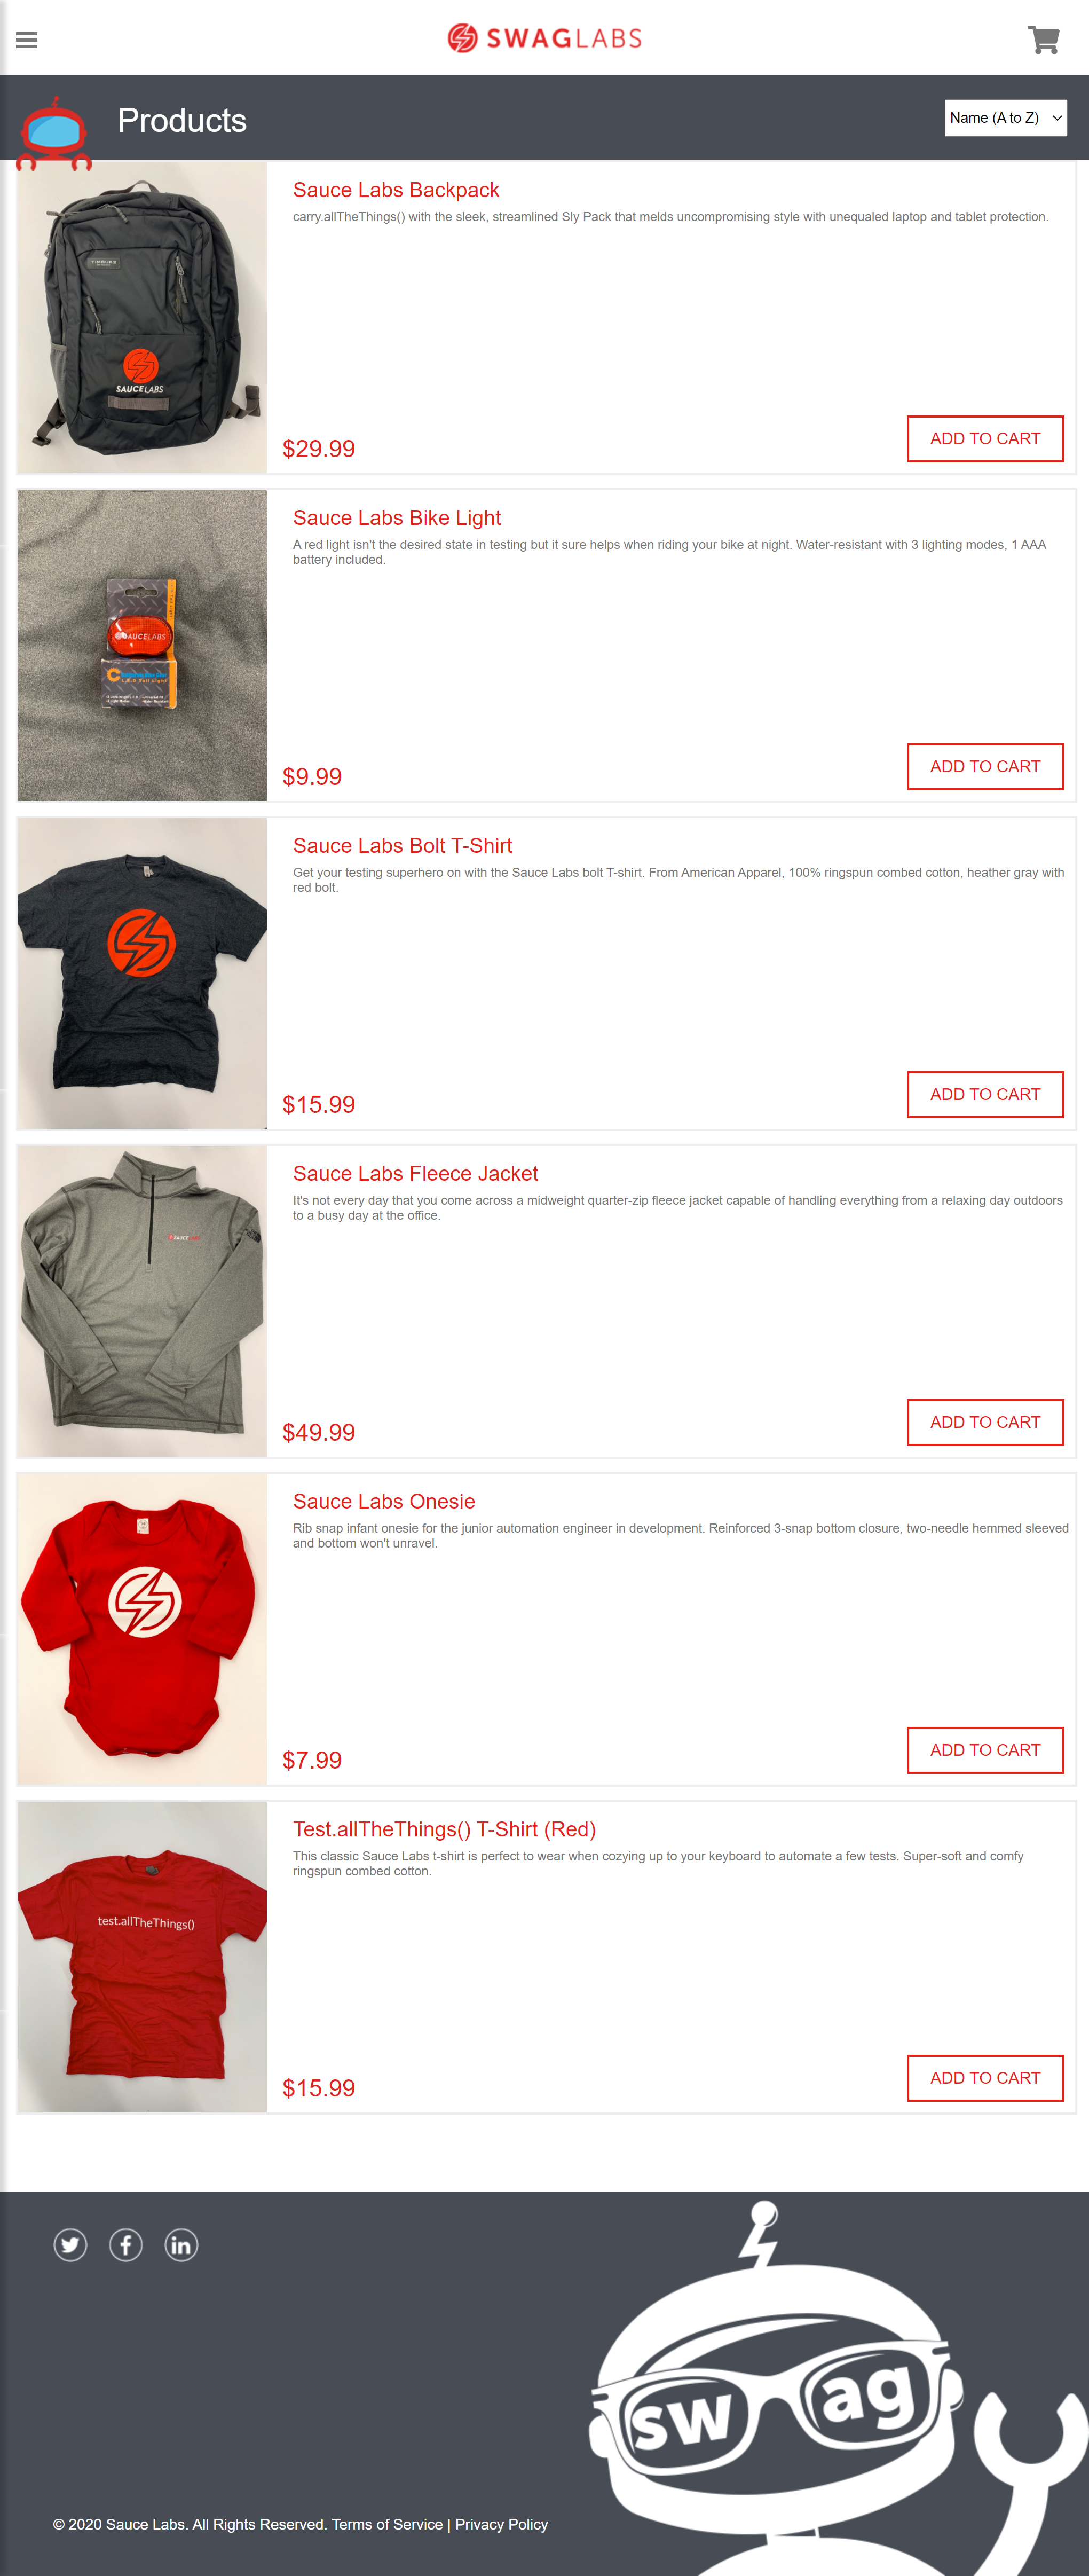 SWAGLABS
Products
Name (A to Z)
TIMBUK2
SAUCELABS
Sauce Labs Backpack
carry.allTheThings() with the sleek, streamlined Sly Pack that melds uncompromising style with unequaled laptop and tablet protection.
$29.99
ADD TO CART
SAUCELABS
Sauce Labs Bike Light
A red light isn't the desired state in testing but it sure helps when riding your bike at night. Water-resistant with 3 lighting modes, 1 AAA
battery included.
$9.99
ADD TO CART
Sauce Labs Bolt T-Shirt
Get your testing superhero on with the Sauce Labs bolt T-shirt. From American Apparel, 100% ringspun combed cotton, heather gray with
red bolt.
$15.99
ADD TO CART
SAUCELABS
Sauce Labs Fleece Jacket
It's not every day that you come across a midweight quarter-zip fleece jacket capable of handling everything from a relaxing day outdoors
to a busy day at the office.
$49.99
ADD TO CART
Sauce Labs Onesie
Rib snap infant onesie for the junior automation engineer in development. Reinforced 3-snap bottom closure, two-needle hemmed sleeved
and bottom won't unravel.
$7.99
ADD TO CART
test.allTheThings()
Test.allTheThings() T-Shirt (Red)
This classic Sauce Labs t-shirt is perfect to wear when cozying up to your keyboard to automate a few tests. Super-soft and comfy
ringspun combed cotton.
$15.99
ADD TO CART
swag
© 2020 Sauce Labs. All Rights Reserved. Terms of Service | Privacy Policy